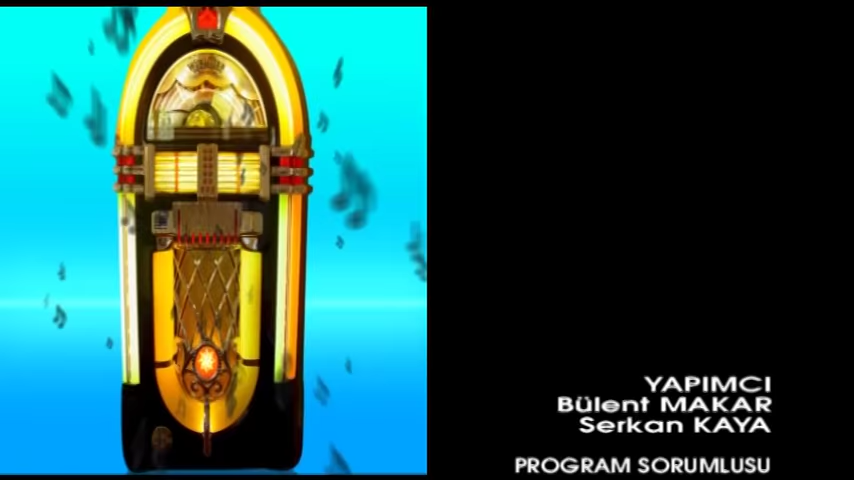 YAPIMCI
Bülent MAKAR
Serkan KAYA
PROGRAM SORUMLUSU